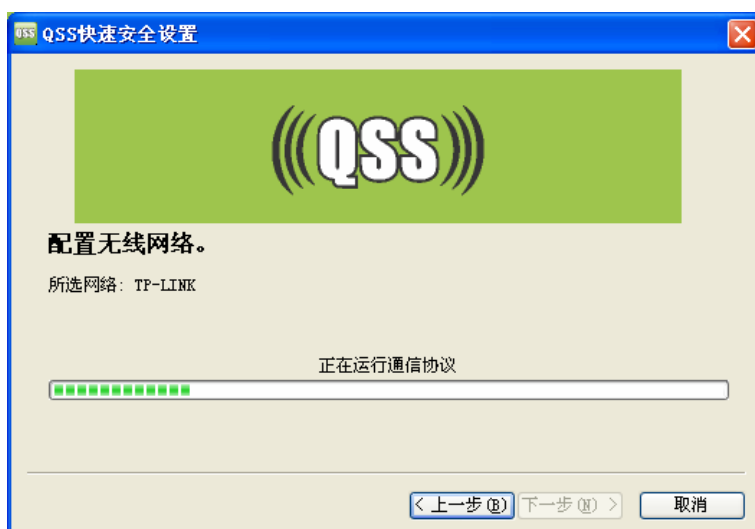 QSS QSS快速安全设置
(((QSS)))
配置无线网络。
所选网络: TP-LINK
正在运行通信协议
< 上一步(B) 下一步(N) > 取消